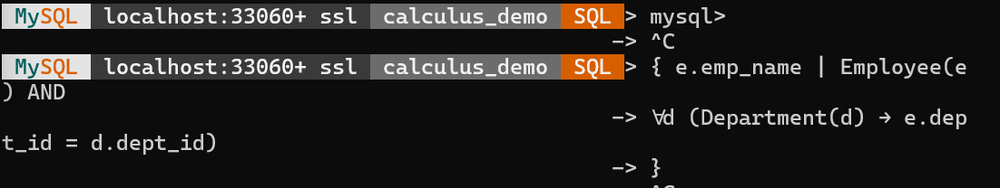 MySQL localhost:33060+ ssl calculus_demo SQL > mysql>
-> ^C
MySQL localhost:33060+ ssl calculus_demo SQL > { e.emp_name | Employee(e
) AND
-> ∀d (Department(d) → e.dep
t_id = d.dept_id)
-> }